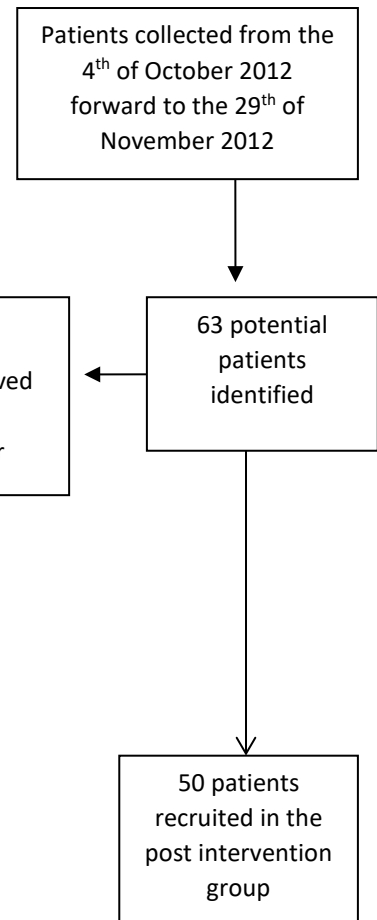 Patients collected from the
4th of October 2012
forward to the 29th of
November 2012
63 potential
patients
identified
50 patients
recruited in the
post intervention
group